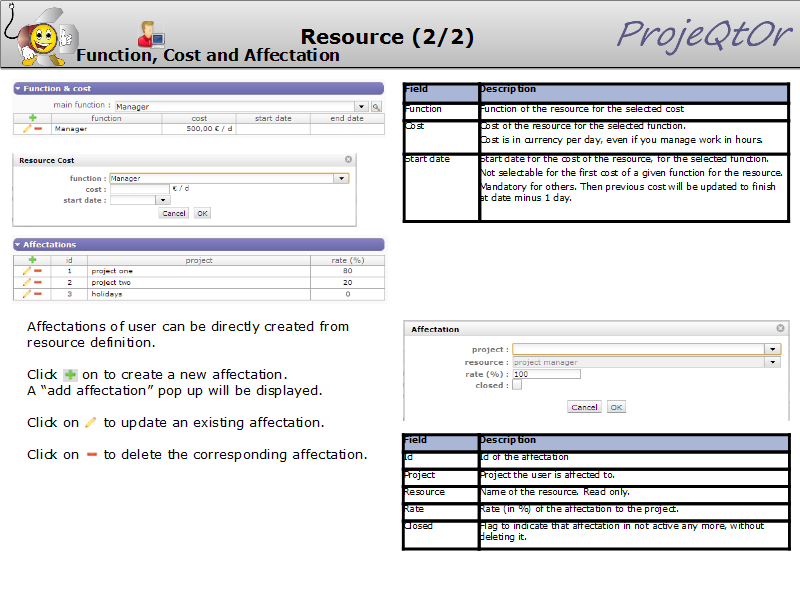 Resource (2/2)
ProjeQtOr
Function, Cost and Affectation
Function & cost
main function : Manager
function cost start date end date
Manager 500,00 € / d
Resource Cost
function : Manager
cost : € / d
start date :
Cancel OK
Affectations
id project rate (%)
1 project one 80
2 project two 20
3 holidays 0
Affectations of user can be directly created from
resource definition.
Click on to create a new affectation.
A “add affectation” pop up will be displayed.
Click on to update an existing affectation.
Click on to delete the corresponding affectation.
Field Description
Function Function of the resource for the selected cost
Cost Cost of the resource for the selected function.
Cost is in currency per day, even if you manage work in hours.
Start date Start date for the cost of the resource, for the selected function.
Not selectable for the first cost of a given function for the resource.
Mandatory for others. Then previous cost will be updated to finish
at date minus 1 day.
Affectation
project :
resource : project manager
rate (%) : 100
closed :
Cancel OK
Field Description
Id Id of the affectation
Project Project the user is affected to.
Resource Name of the resource. Read only.
Rate Rate (in %) of the affectation to the project.
Closed Flag to indicate that affectation in not active any more, without
deleting it.